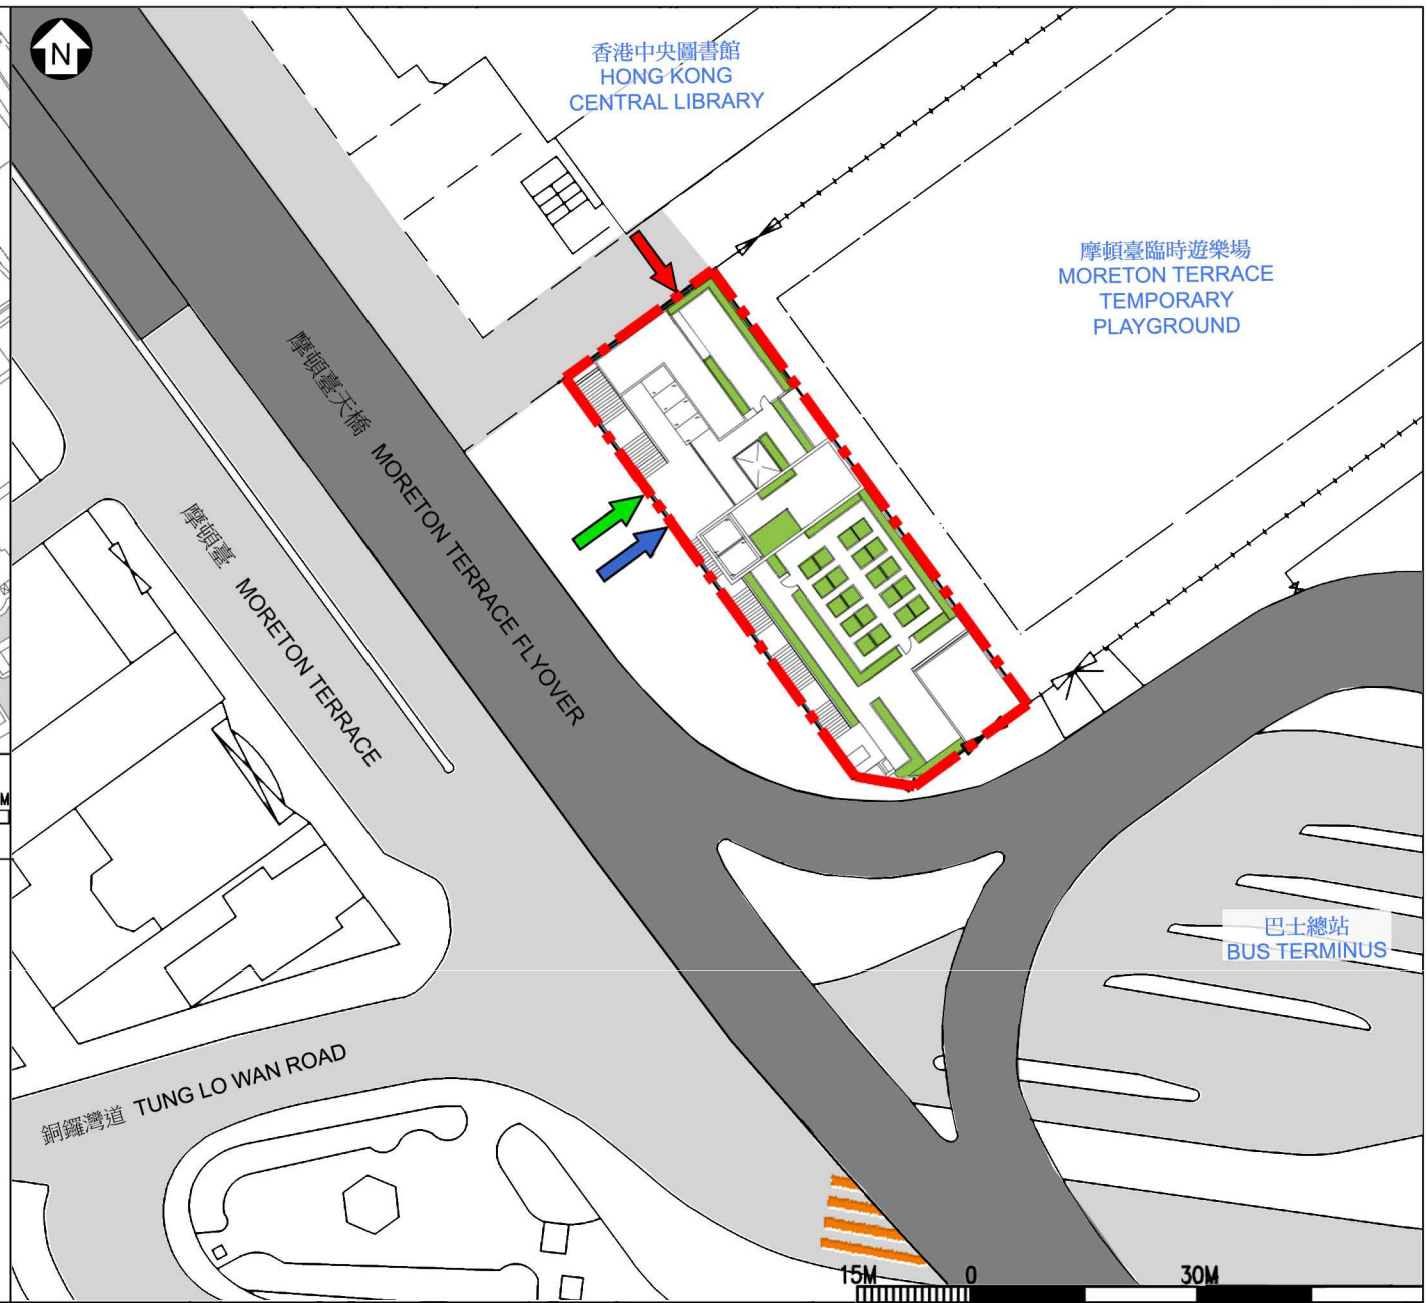 N
香港中央圖書館
HONG KONG
CENTRAL LIBRARY
摩頓臺臨時遊樂場
MORETON TERRACE
TEMPORARY
PLAYGROUND
摩頓臺天橋 MORETON TERRACE FLYOVER
摩頓臺 MORETON TERRACE
M
巴士總站
BUS TERMINUS
銅鑼灣道 TUNG LO WAN ROAD
15M 0 30M